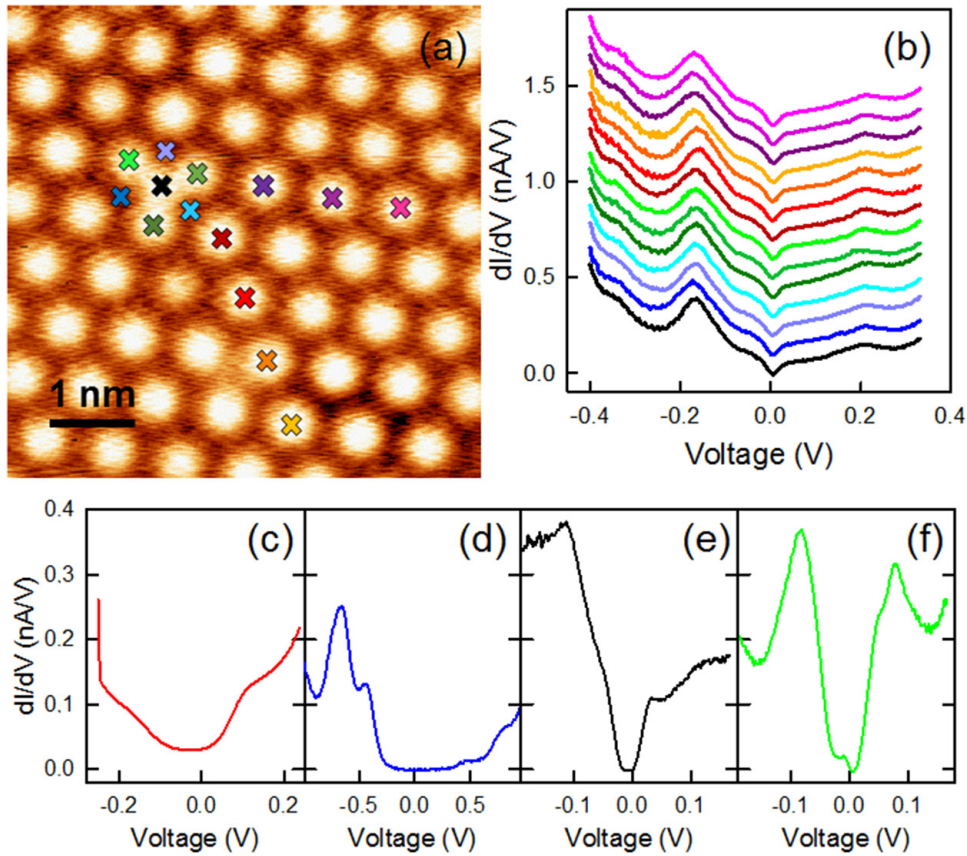 (a)
1 nm
(b)
dI/dV (nA/V)
1.5
1.0
0.5
0.0
-0.4 -0.2 0.0 0.2 0.4
Voltage (V)
dI/dV (nA/V)
0.4
0.3
0.2
0.1
0.0
(c) (d) (e) (f)
-0.2 0.0 0.2 -0.5 0.0 0.5 -0.1 0.0 0.1 -0.1 0.0 0.1
Voltage (V) Voltage (V) Voltage (V) Voltage (V)